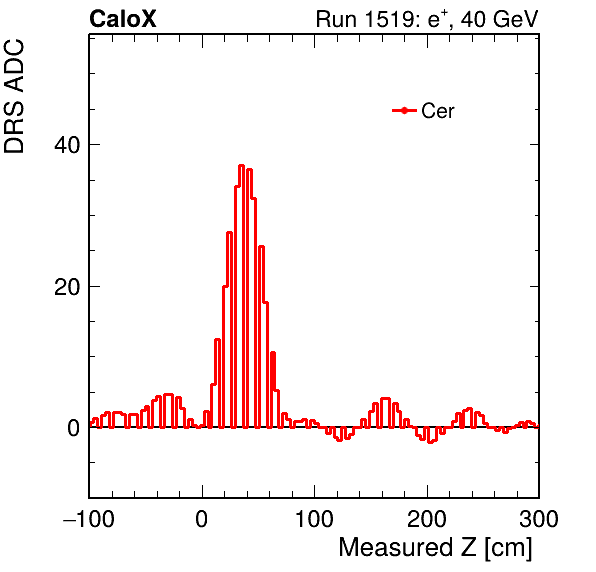 CaloX Run 1519: e+, 40 GeV
DRS ADC
Cer
40
20
0
−100 0 100 200 300
Measured Z [cm]